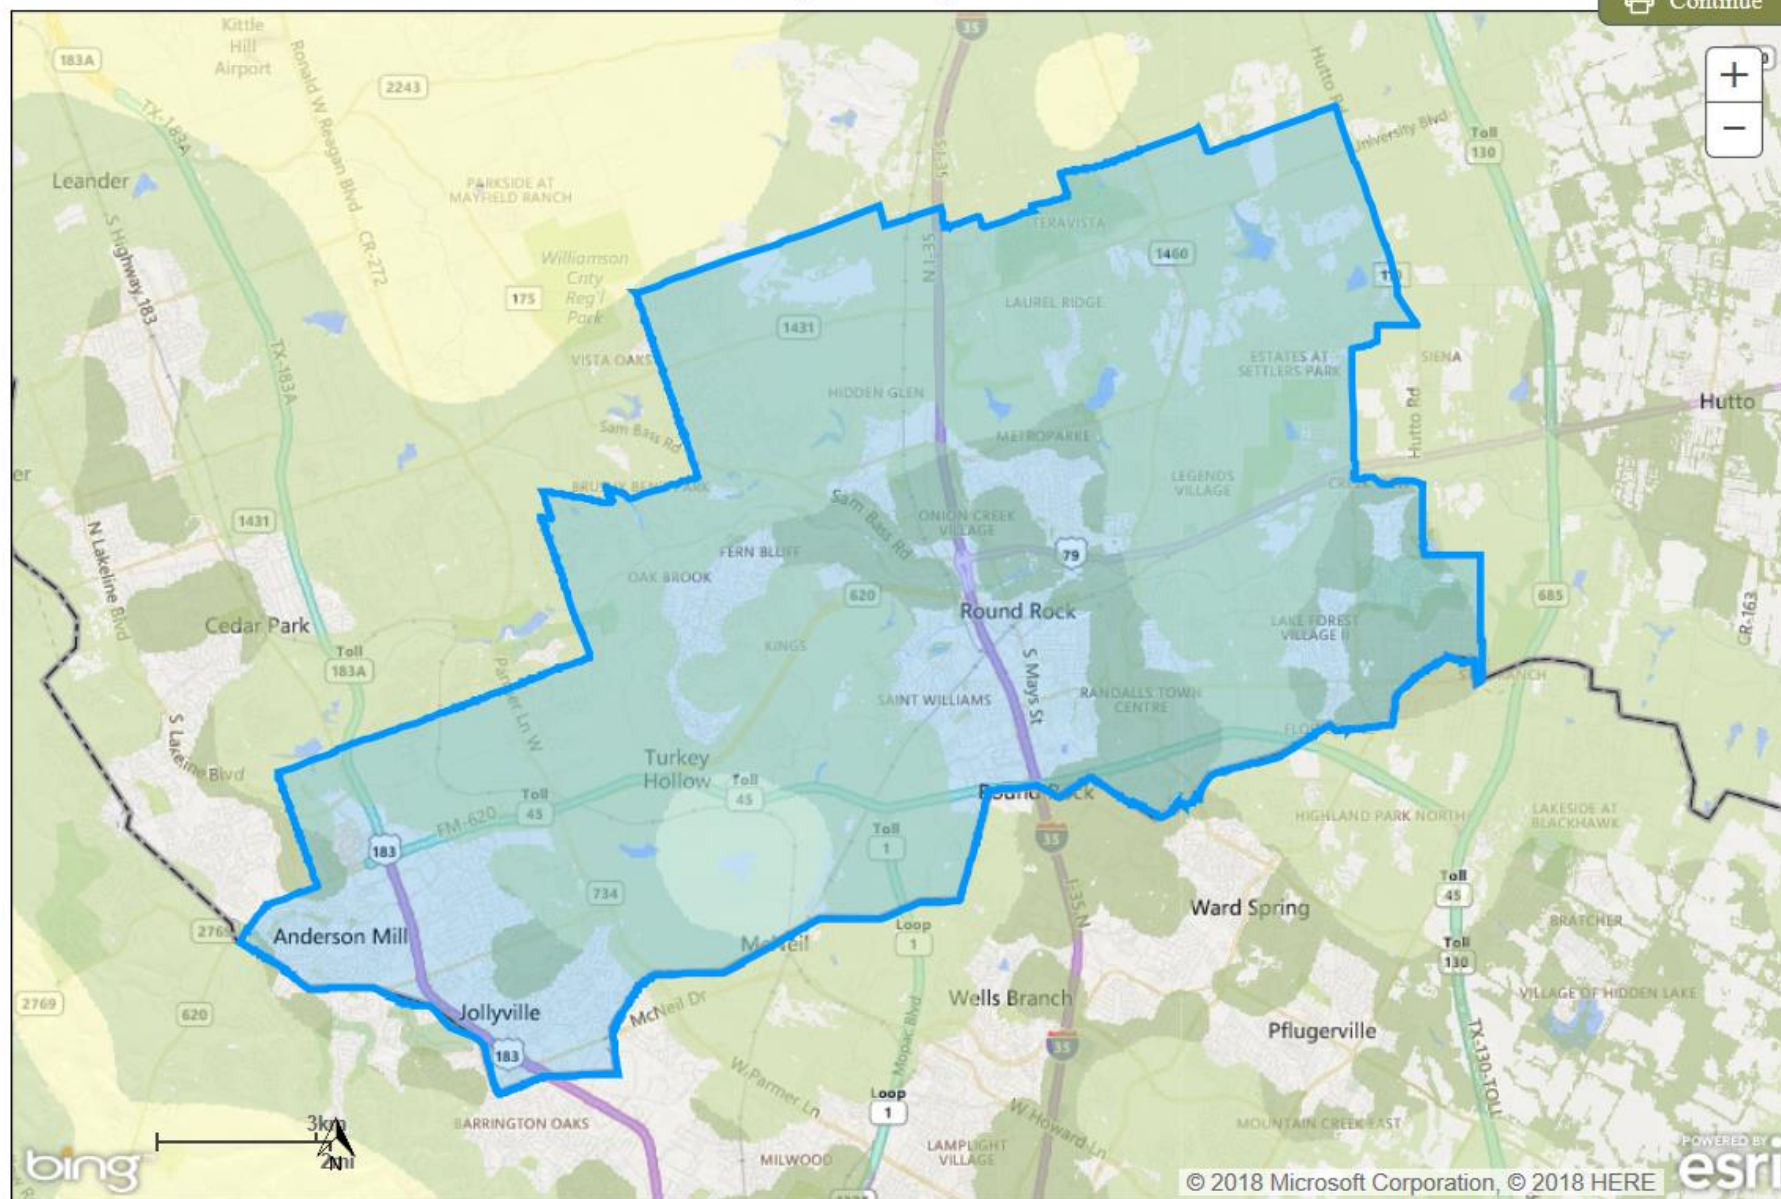 Continue
Kittle
Hill
Airport
35
183A
2243
Ronald W Reagan Blvd
Hutto Rd
+
−
TX-183A
University Blvd
Toll
130
N I-35
Leander
PARKSIDE AT
MAYFIELD RANCH
S Highway 183
CR-272
TERAVISTA
Williamson
Cnty
Reg'l
Park
175
N I-35
1460
110
LAUREL RIDGE
1431
VISTA OAKS
TX-183A
ESTATES AT
SETTLERS PARK
SIENA
HIDDEN GLEN
Hutto
Hutto Rd
Sam Bass Rd
METROPARKE
BRUSHY BEND PARK
LEGENDS
VILLAGE
Sam Bass Rd
ONION CREEK
VILLAGE
1431
N Lakeline Blvd
FERN BLUFF
OAK BROOK
79
620
685
Round Rock
CR-163
Cedar Park
LAKE FOREST
VILLAGE II
KINGS
Toll
183A
Parmer Ln W
S Mays St
SAINT WILLIAMS
RANDALLS TOWN
CENTRE
S Lakeline Blvd
Turkey
Hollow
Toll
45
Toll
45
Round Rock
FM-620
Toll
1
35
HIGHLAND PARK NORTH
LAKESIDE AT
BLACKHAWK
183
734
I-35 N
Toll
45
Ward Spring
BRATCHER
2769
Anderson Mill
McNeil
Loop
1
Toll
130
2769
620
Jollyville
McNeil Dr
Wells Branch
VILLAGE OF HIDDEN LAKE
Pflugerville
183
35
Mopac Blvd
TX-130-TOLL
W Parmer Ln
Loop
1
W Howard Ln
BARRINGTON OAKS
MOUNTAIN CREEK EAST
3km
2mi
N
MILWOOD
LAMPLIGHT
VILLAGE
bing
POWERED BY
esri
© 2018 Microsoft Corporation, © 2018 HERE